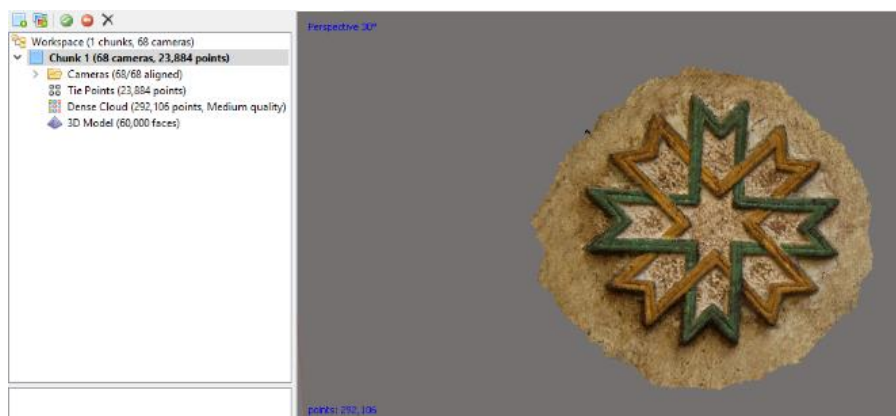 Workspace (1 chunks, 68 cameras)
Chunk 1 (68 cameras, 23,884 points)
Cameras (68/68 aligned)
Tie Points (23,884 points)
Dense Cloud (292,106 points, Medium quality)
3D Model (60,000 faces)
Perspective 30°
points: 292,106